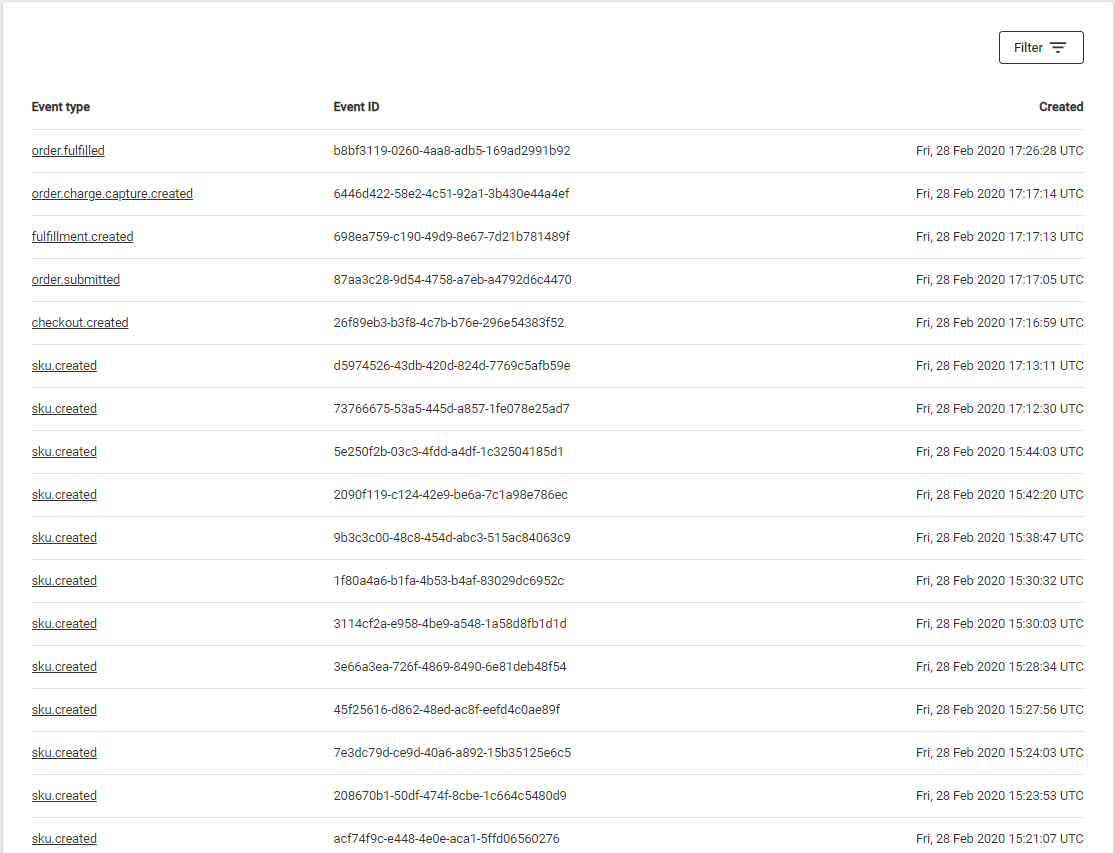 Filter
Event type Event ID Created
order.fulfilled b8bf3119-0260-4aa8-adb5-169ad2991b92 Fri, 28 Feb 2020 17:26:28 UTC
order.charge.capture.created 6446d422-58e2-4c51-92a1-3b430e44a4ef Fri, 28 Feb 2020 17:17:14 UTC
fulfillment.created 698ea759-c190-49d9-8e67-7d21b781489f Fri, 28 Feb 2020 17:17:13 UTC
order.submitted 87aa3c28-9d54-4758-a7eb-a4792d6c4470 Fri, 28 Feb 2020 17:17:05 UTC
checkout.created 26f89eb3-b3f8-4c7b-b76e-296e54383f52 Fri, 28 Feb 2020 17:16:59 UTC
sku.created d5974526-43db-420d-824d-7769c5afb59e Fri, 28 Feb 2020 17:13:11 UTC
sku.created 73766675-53a5-445d-a857-1fe078e25ad7 Fri, 28 Feb 2020 17:12:30 UTC
sku.created 5e250f2b-03c3-4fdd-a4df-1c32504185d1 Fri, 28 Feb 2020 15:44:03 UTC
sku.created 2090f119-c124-42e9-be6a-7c1a98e786ec Fri, 28 Feb 2020 15:42:20 UTC
sku.created 9b3c3c00-48c8-454d-abc3-515ac84063c9 Fri, 28 Feb 2020 15:38:47 UTC
sku.created 1f80a4a6-b1fa-4b53-b4af-83029dc6952c Fri, 28 Feb 2020 15:30:32 UTC
sku.created 3114cf2a-e958-4be9-a548-1a58d8fb1d1d Fri, 28 Feb 2020 15:30:03 UTC
sku.created 3e66a3ea-726f-4869-8490-6e81deb48f54 Fri, 28 Feb 2020 15:28:34 UTC
sku.created 45f25616-d862-48ed-ac8f-eefd4c0ae89f Fri, 28 Feb 2020 15:27:56 UTC
sku.created 7e3dc79d-ce9d-40a6-a892-15b35125e6c5 Fri, 28 Feb 2020 15:24:03 UTC
sku.created 208670b1-50df-474f-8cbe-1c664c5480d9 Fri, 28 Feb 2020 15:23:53 UTC
sku.created acf74f9c-e448-4e0e-aca1-5ffd06560276 Fri, 28 Feb 2020 15:21:07 UTC